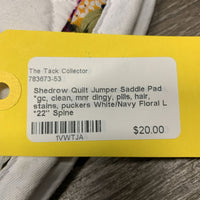 The Tack Collector
783673-53
Shedrow Quilt Jumper Saddle Pad
*gc, clean, mnr dingy, pills, hair,
stains, puckers White/Navy Floral L
*22" Spine
$20.00
1VWTJA